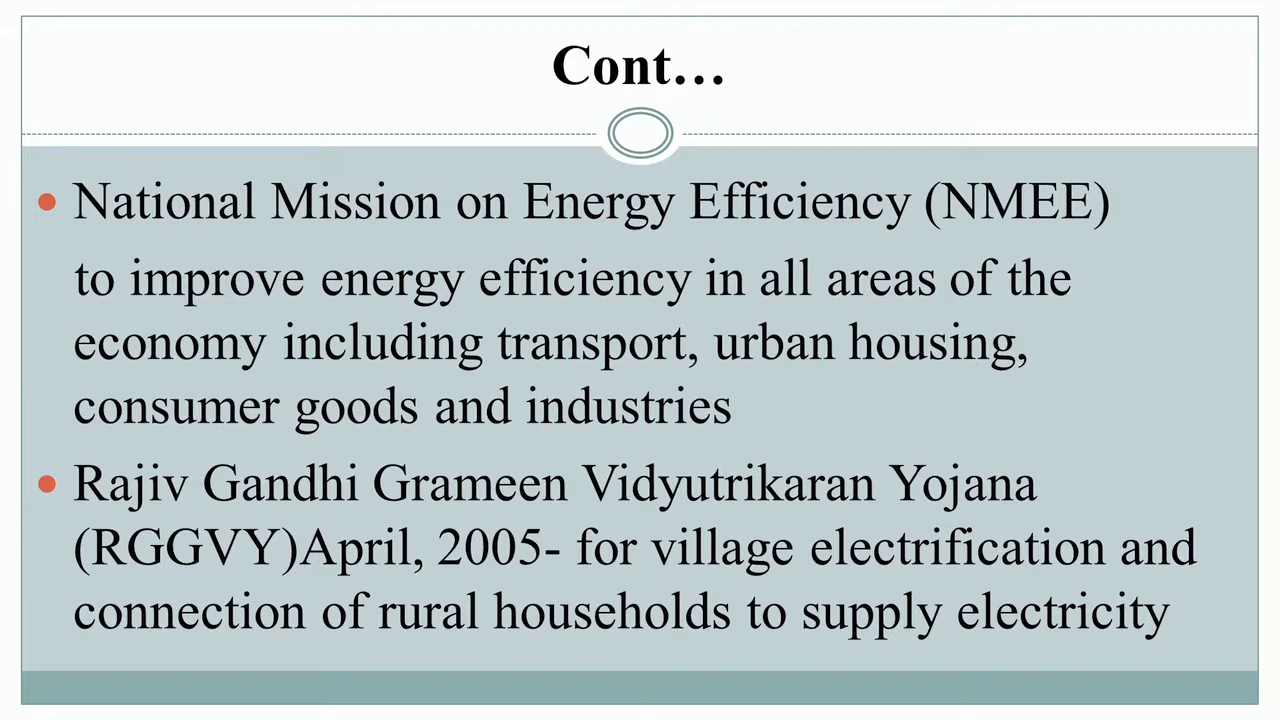 Cont…
• National Mission on Energy Efficiency (NMEE)
to improve energy efficiency in all areas of the
economy including transport, urban housing,
consumer goods and industries
• Rajiv Gandhi Grameen Vidyutrikaran Yojana
(RGGVY)April, 2005- for village electrification and
connection of rural households to supply electricity